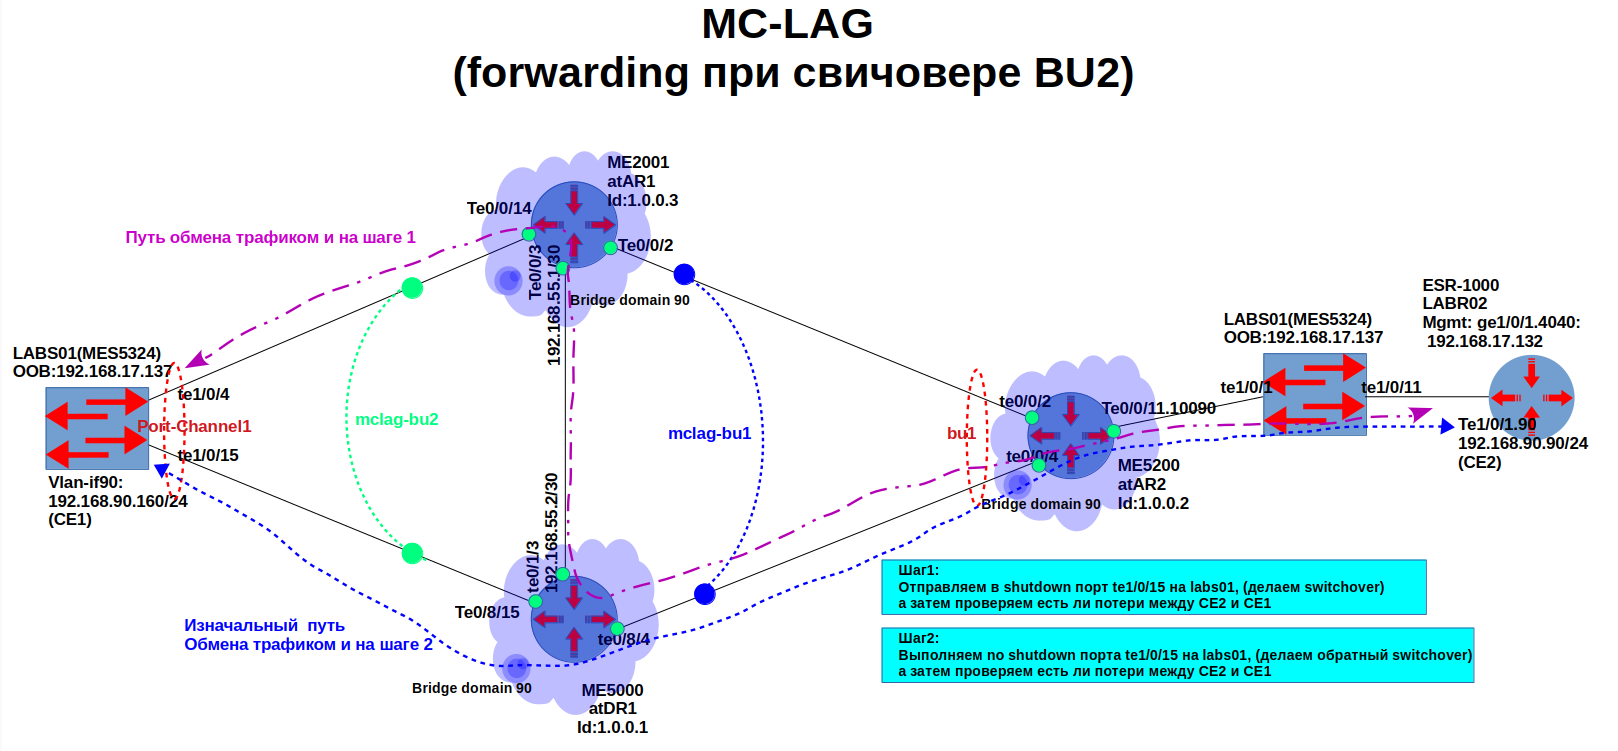 MC-LAG
(forwarding при свичовере BU2)
ME2001
atAR1
Id:1.0.0.3
Te0/0/14
Путь обмена трафиком и на шаге 1
Te0/0/2
Te0/0/3
192.168.55.1/30
Bridge domain 90
LABS01(MES5324)
OOB:192.168.17.137
te1/0/4
Port-Channel1
te1/0/15
Vlan-if90:
192.168.90.160/24
(CE1)
mclag-bu2
mclag-bu1
bu1
te0/0/2
Te0/0/11.10090
te0/0/4
ME5200
atAR2
Id:1.0.0.2
Bridge domain 90
LABS01(MES5324)
OOB:192.168.17.137
te1/0/1
te1/0/11
ESR-1000
LABR02
Mgmt: ge1/0/1.4040:
192.168.17.132
Te1/0/1.90
192.168.90.90/24
(CE2)
te0/1/3
192.168.55.2/30
Te0/8/15
te0/8/4
Изначальный путь
Обмена трафиком и на шаге 2
Bridge domain 90
ME5000
atDR1
Id:1.0.0.1
Шаг1:
Отправляем в shutdown порт te1/0/15 на labs01, (делаем switchover)
а затем проверяем есть ли потери между CE2 и CE1
Шаг2:
Выполняем no shutdown порта te1/0/15 на labs01, (делаем обратный switchover)
а затем проверяем есть ли потери между CE2 и CE1